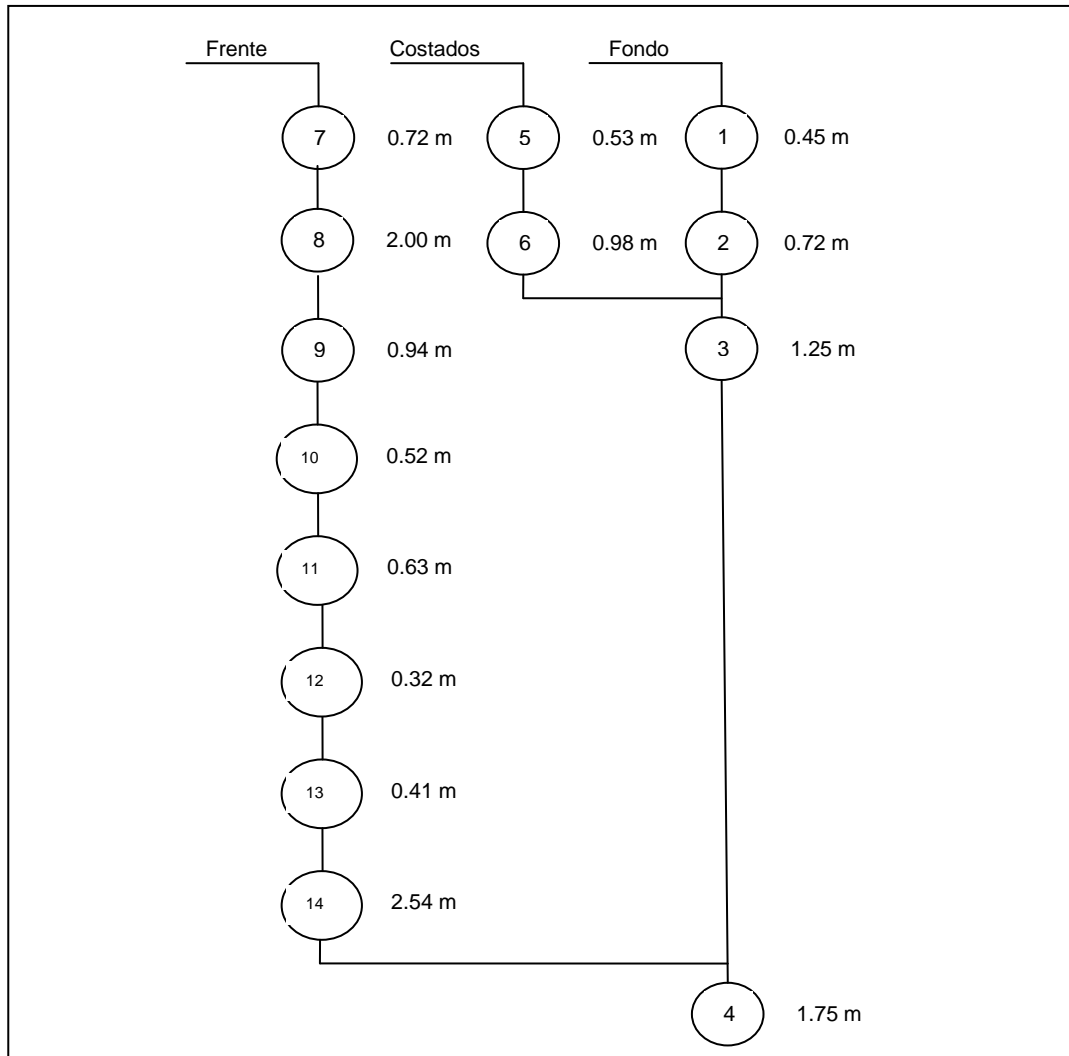 Frente Costados Fondo
7 0.72 m 5 0.53 m 1 0.45 m
8 2.00 m 6 0.98 m 2 0.72 m
9 0.94 m 3 1.25 m
10 0.52 m
11 0.63 m
12 0.32 m
13 0.41 m
14 2.54 m
4 1.75 m